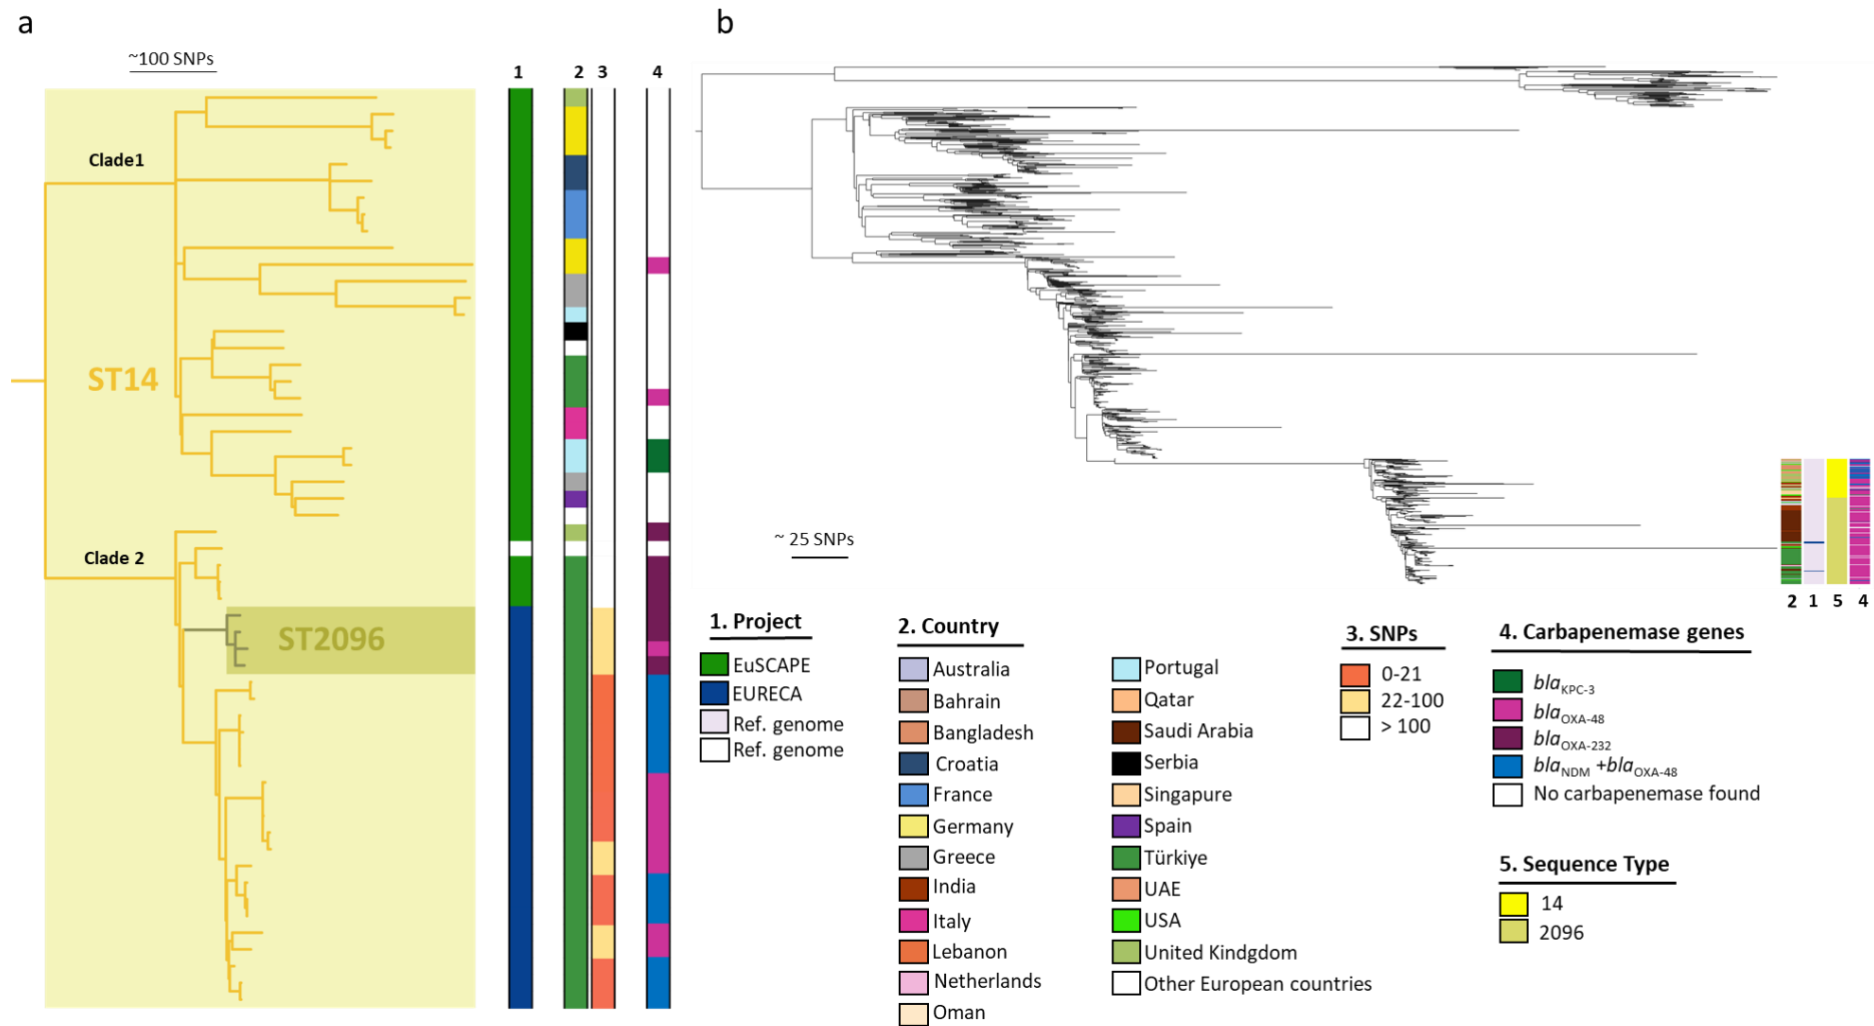 a
b
~100 SNPs
1
2
3
4
Clade1
ST14
Clade 2
ST2096
~ 25 SNPs
2 1 5 4
1. Project
EuSCAPE
EURECA
Ref. genome
Ref. genome
2. Country
Australia
Bahrain
Bangladesh
Croatia
France
Germany
Greece
India
Italy
Lebanon
Netherlands
Oman
Portugal
Qatar
Saudi Arabia
Serbia
Singapure
Spain
Türkiye
UAE
USA
United Kindgdom
Other European countries
3. SNPs
0-21
22-100
> 100
4. Carbapenemase genes
blaKPC-3
blaOXA-48
blaOXA-232
blaNDM +blaOXA-48
No carbapenemase found
5. Sequence Type
14
2096